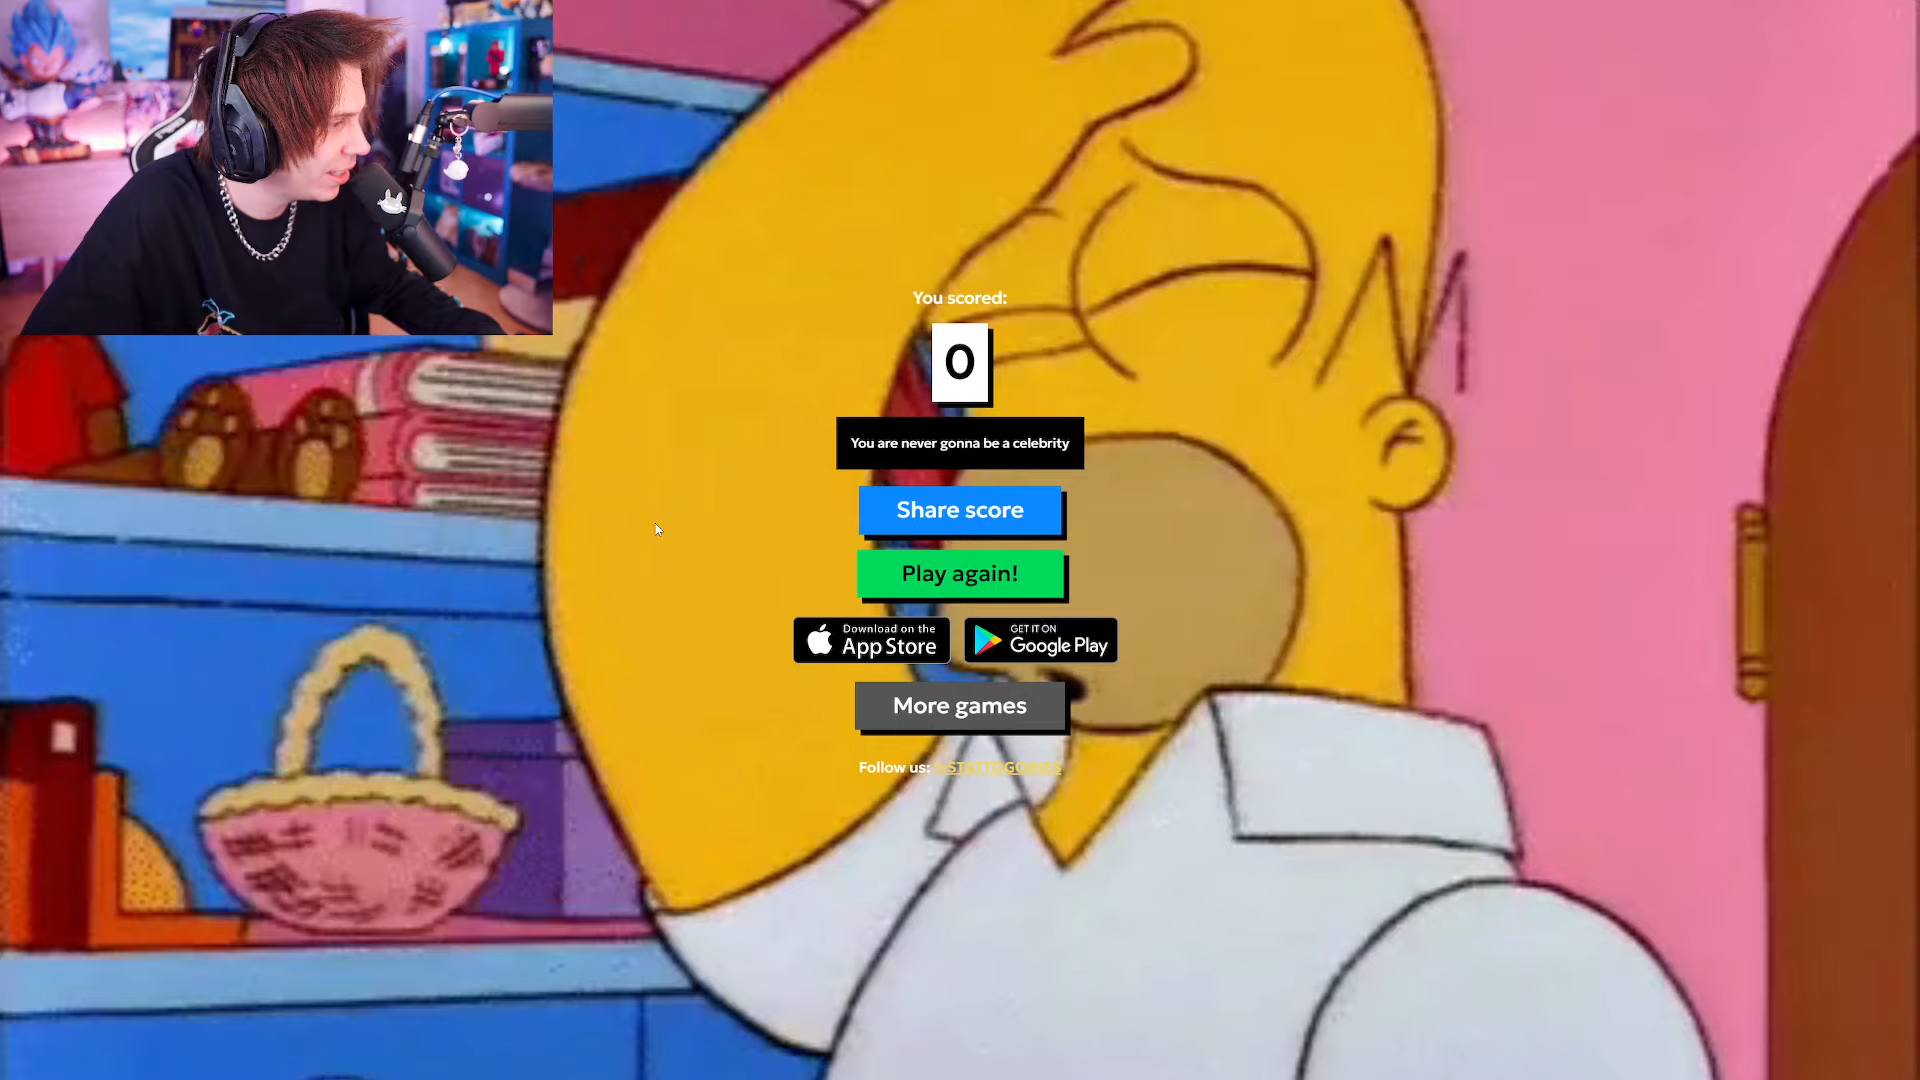 You scored:
0
You are never gonna be a celebrity
Share score
Play again!
Download on the
App Store
GET IT ON
Google Play
More games
Follow us: